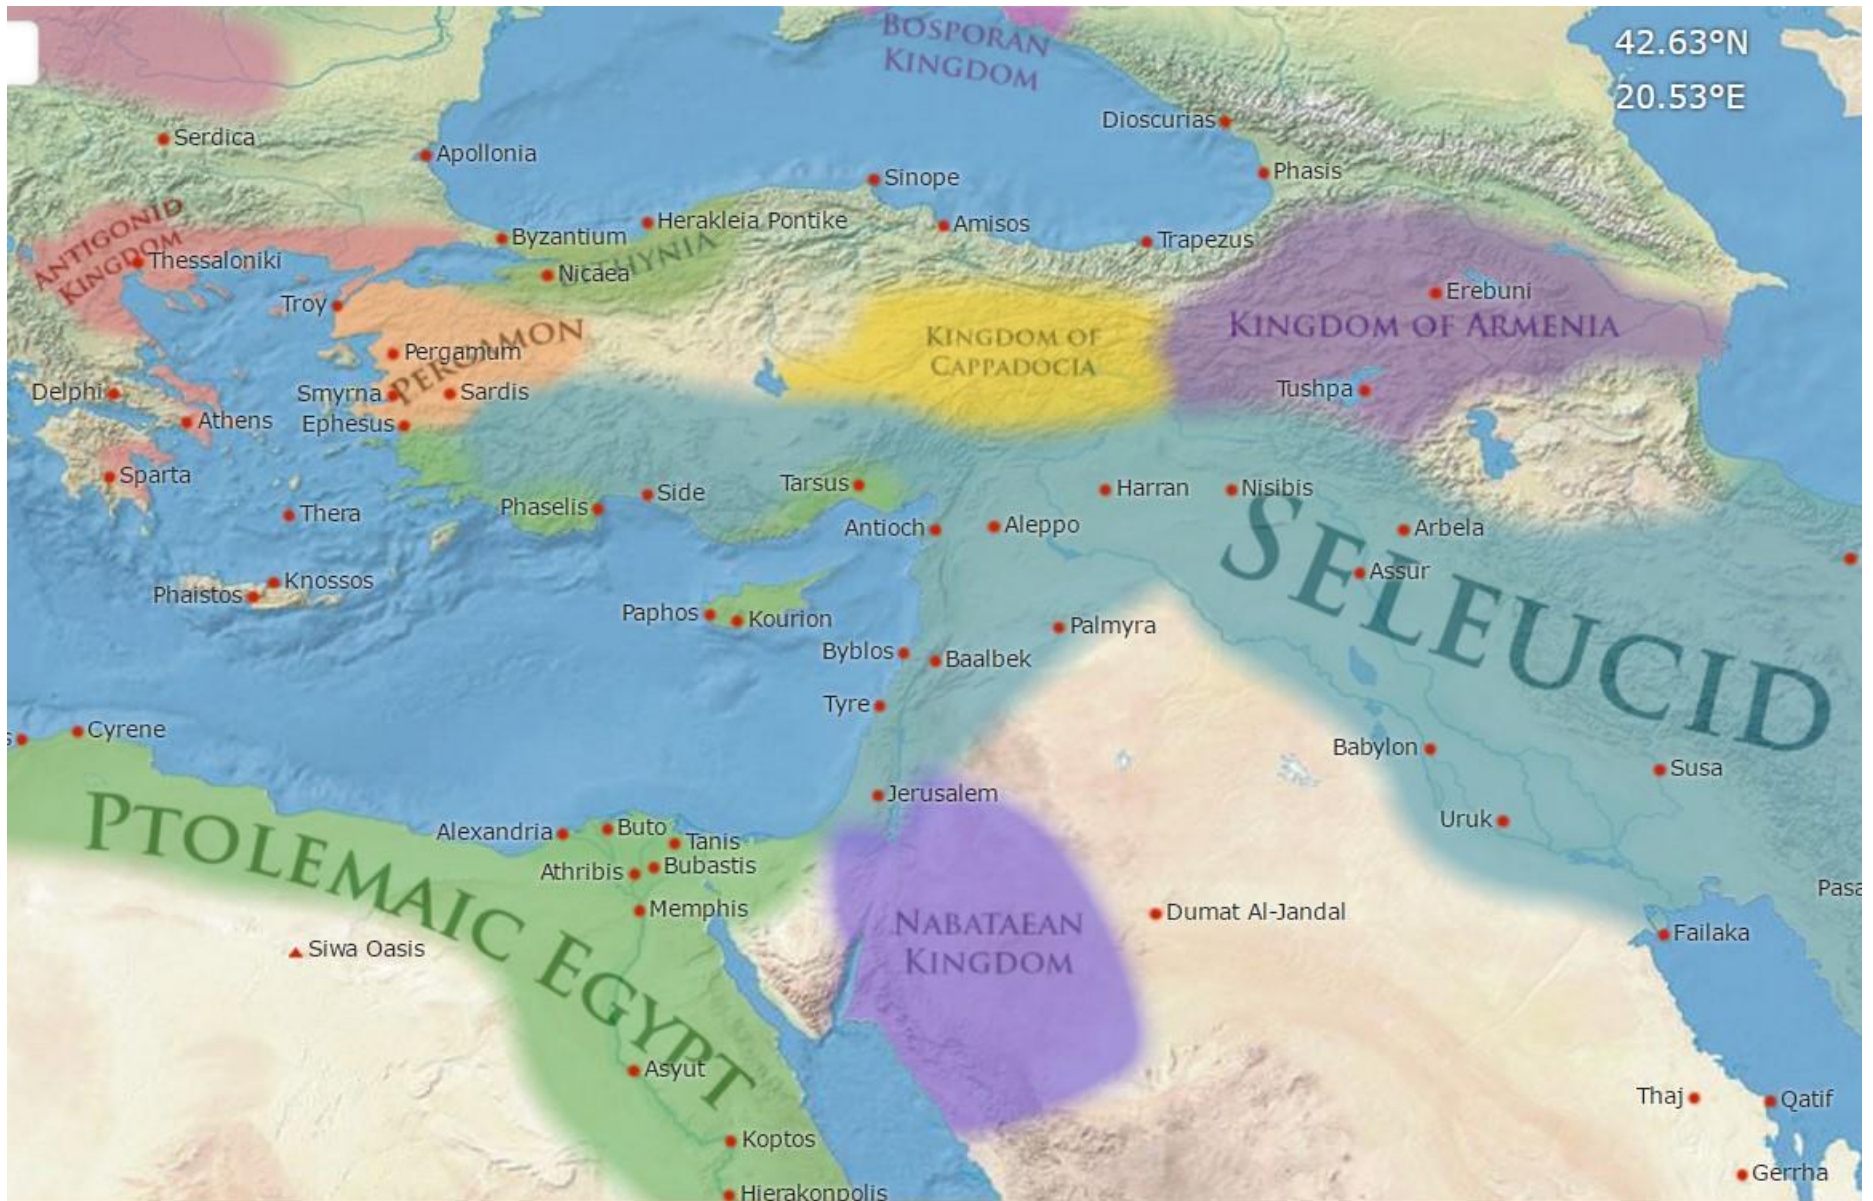 BOSPORAN
KINGDOM
42.63°N
20.53°E
Dioscurias
Serdica
Apollonia
Phasis
Sinope
ANTIGONID
KINGDOM
Herakleia Pontike
Amisos
Byzantium
Trapezus
Thessaloniki
Nicaea
Troy
Erebuni
KINGDOM OF ARMENIA
KINGDOM OF
CAPPADOCIA
PERGAMON
Pergamum
Delphi
Smyrna
Sardis
Tushpa
Athens
Ephesus
Sparta
Tarsus
Harran
Nisibis
Phaselis
Side
Thera
Antioch
Aleppo
Arbela
SELEUCID
Knossos
Phaistos
Assur
Paphos
Kourion
Palmyra
Byblos
Baalbek
Tyre
Cyrene
s
Babylon
Susa
Jerusalem
PTOLEMAIC EGYPT
Alexandria
Buto
Tanis
Uruk
Athribis
Bubastis
Pasa
Memphis
Dumat Al-Jandal
NABATAEAN
KINGDOM
Failaka
Siwa Oasis
Asyut
Thaj
Qatif
Koptos
Gerrha
Hierakonpolis